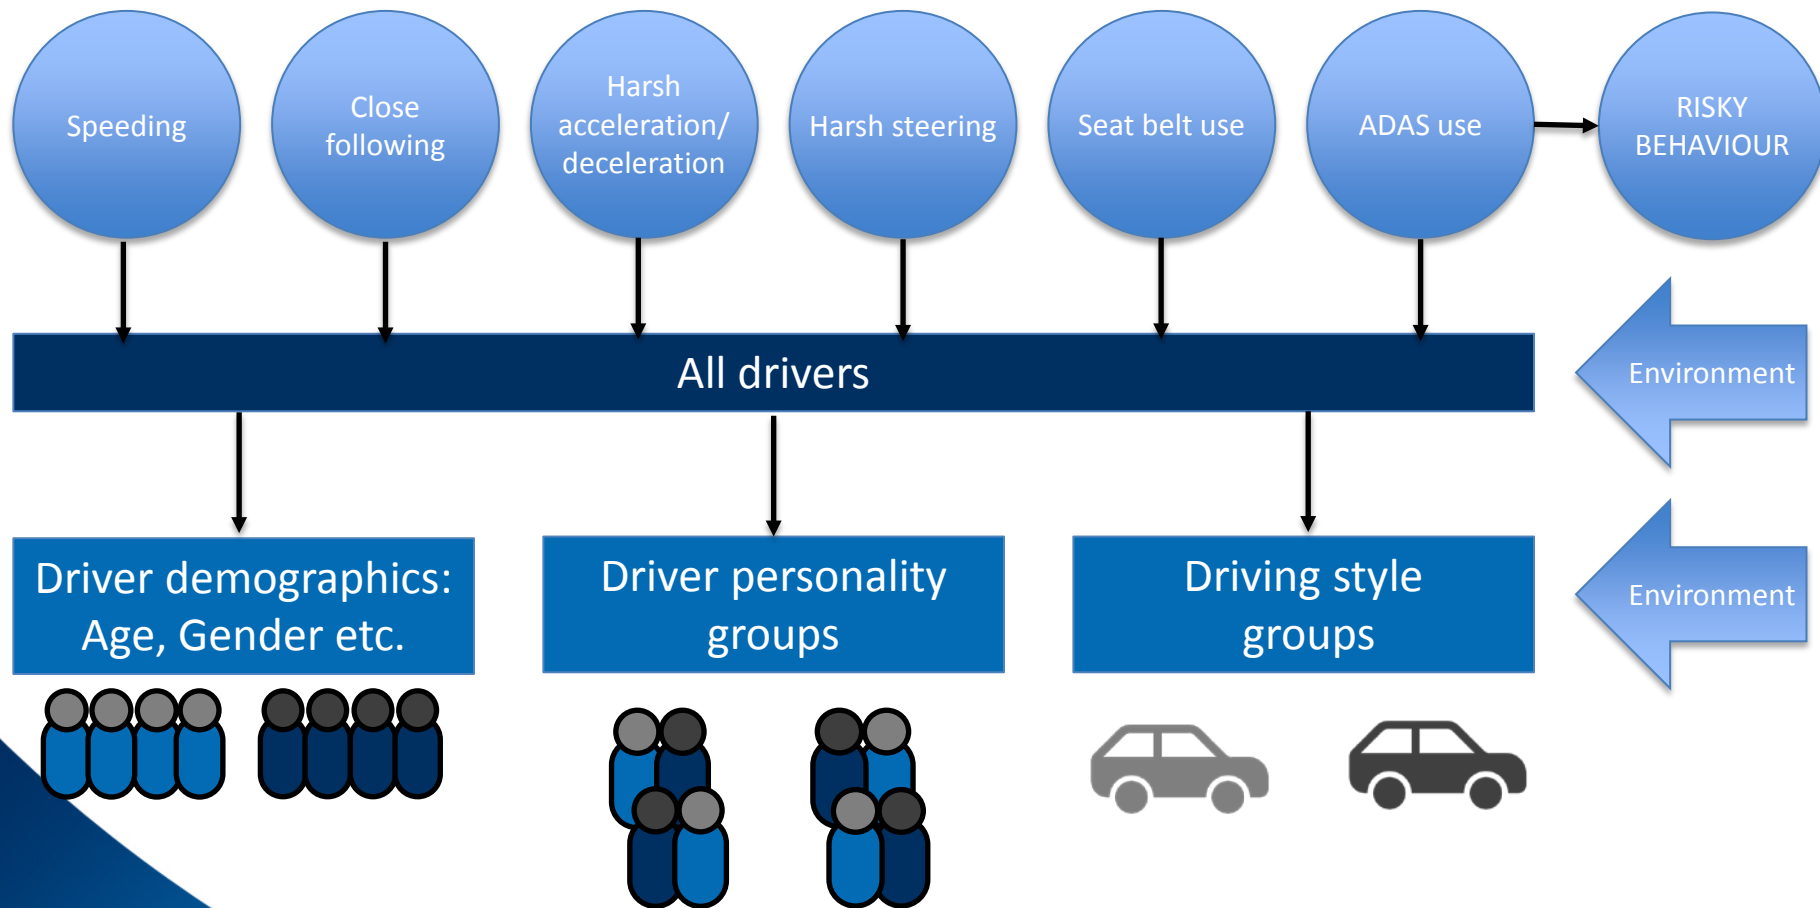 Speeding
Close
following
Harsh
acceleration/
deceleration
Harsh steering
Seat belt use
ADAS use
RISKY
BEHAVIOUR
All drivers
Environment
Driver demographics:
Age, Gender etc.
Driver personality
groups
Driving style
groups
Environment